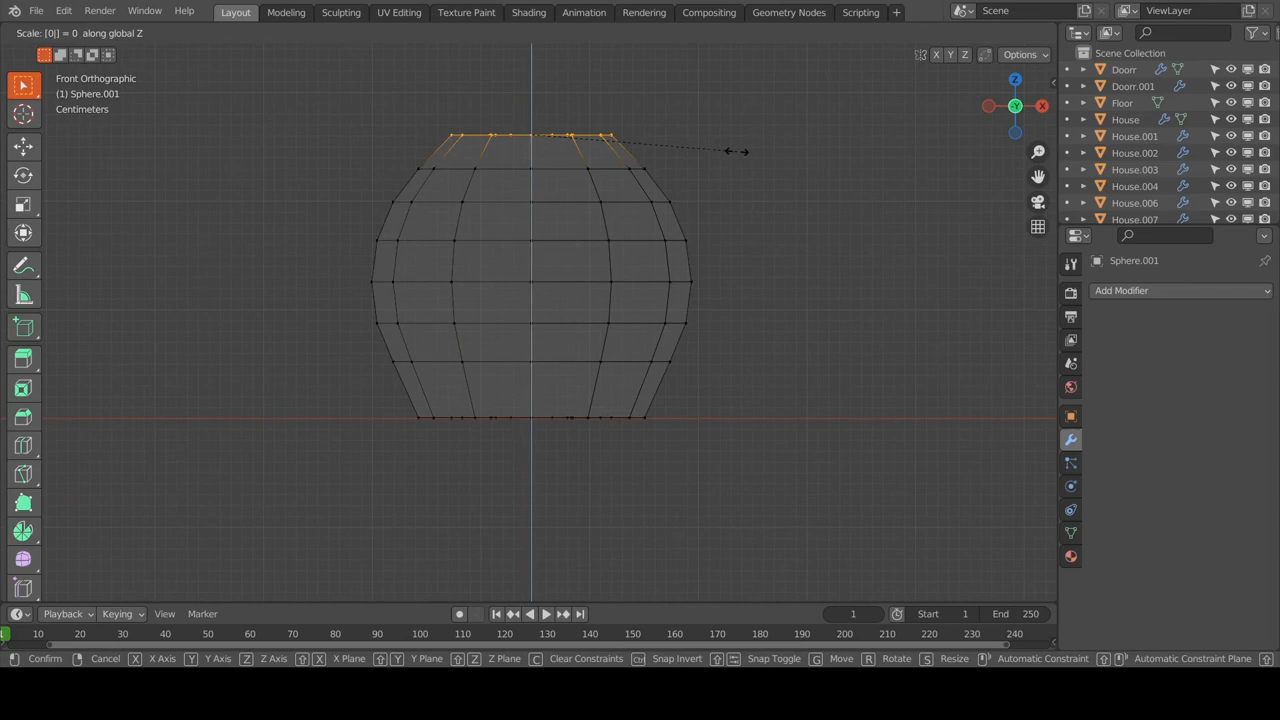 File Edit Render Window Help Layout Modeling Sculpting UV Editing Texture Paint Shading Animation Rendering Compositing Geometry Nodes Scripting + Scene ViewLayer
Scale: [0|] = 0 along global Z
X Y Z Options
Front Orthographic
(1) Sphere.001
Centimeters
Z
X
-Y
Scene Collection
Doorr
Doorr.001
Floor
House
House.001
House.002
House.003
House.004
House.006
House.007
Sphere.001
Add Modifier
Playback Keying View Marker 1 Start 1 End 250
1 10 20 30 40 50 60 70 80 90 100 110 120 130 140 150 160 170 180 190 200 210 220 230 240
Confirm Cancel X X Axis Y Y Axis Z Z Axis X X Plane Y Y Plane Z Z Plane C Clear Constraints Ctrl Snap Invert Snap Toggle G Move R Rotate S Resize Automatic Constraint Automatic Constraint Plane